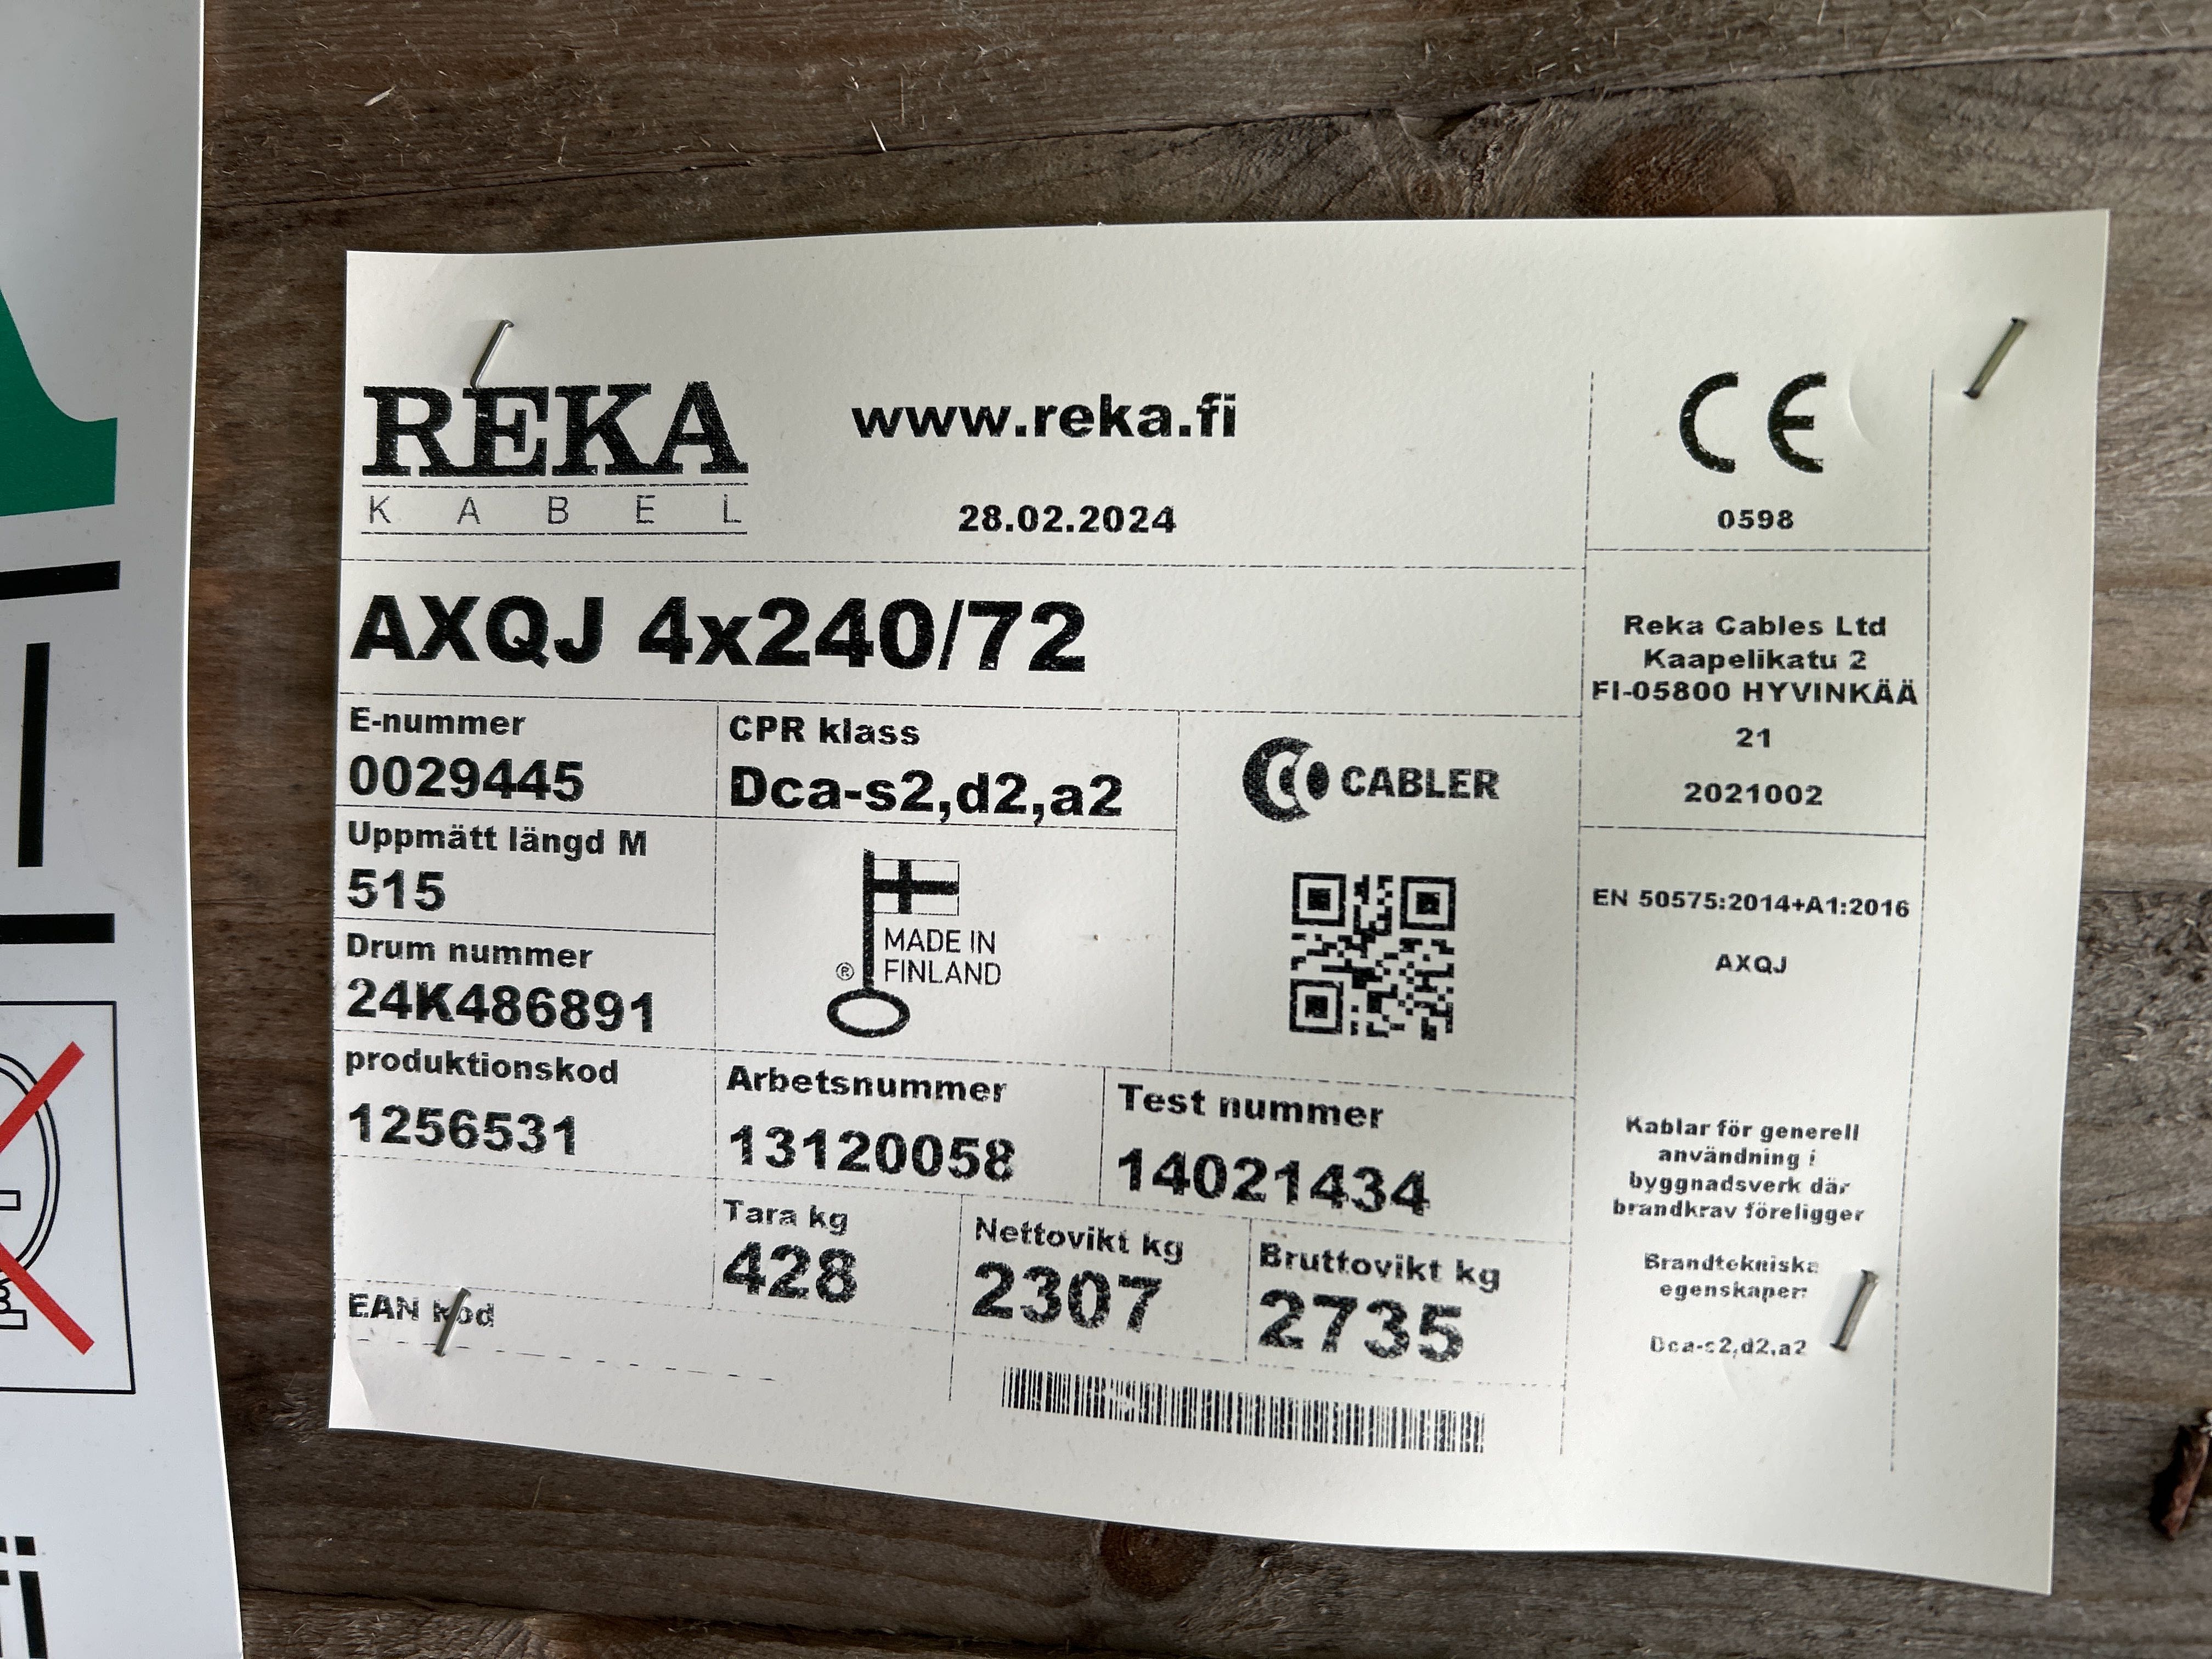 REKA
KABEL
www.reka.fi
28.02.2024
CE
0598
AXQJ 4x240/72
Reka Cables Ltd
Kaapelikatu 2
FI-05800 HYVINKÄÄ
21
2021002
E-nummer
0029445
CPR klass
Dca-s2,d2,a2
CABLER
Uppmätt längd M
515
Drum nummer
24K486891
MADE IN
FINLAND
®
EN 50575:2014+A1:2016
AXQJ
produktionskod
1256531
Arbetsnummer
13120058
Test nummer
14021434
Kablar för generell
användning i
byggnadsverk där
brandkrav föreligger
Tara kg
428
Nettovikt kg
2307
Bruttovikt kg
2735
Brandtekniska
egenskaper:
Dca-s2,d2,a2
EAN kod
fi